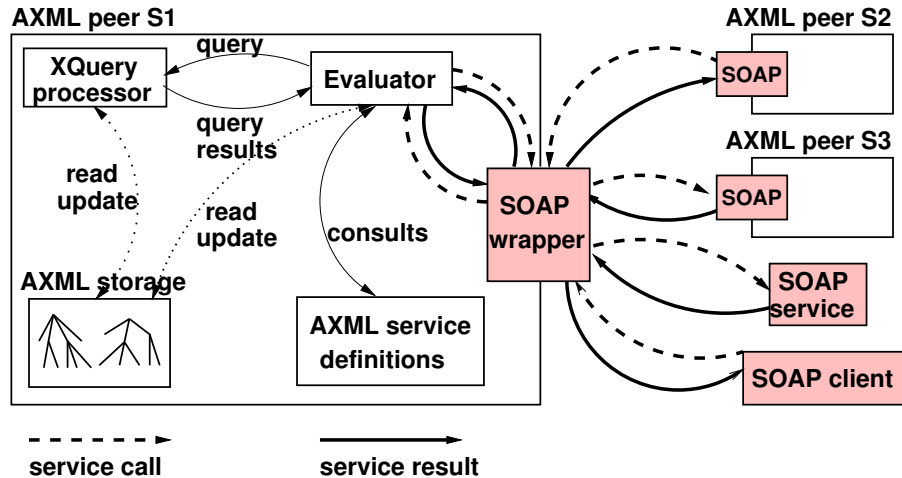 AXML peer S1
AXML peer S2
query
XQuery
processor
Evaluator
SOAP
query
results
AXML peer S3
read
update
read
update
consults
SOAP
wrapper
SOAP
AXML storage
AXML service
definitions
SOAP
service
SOAP client
service call
service result